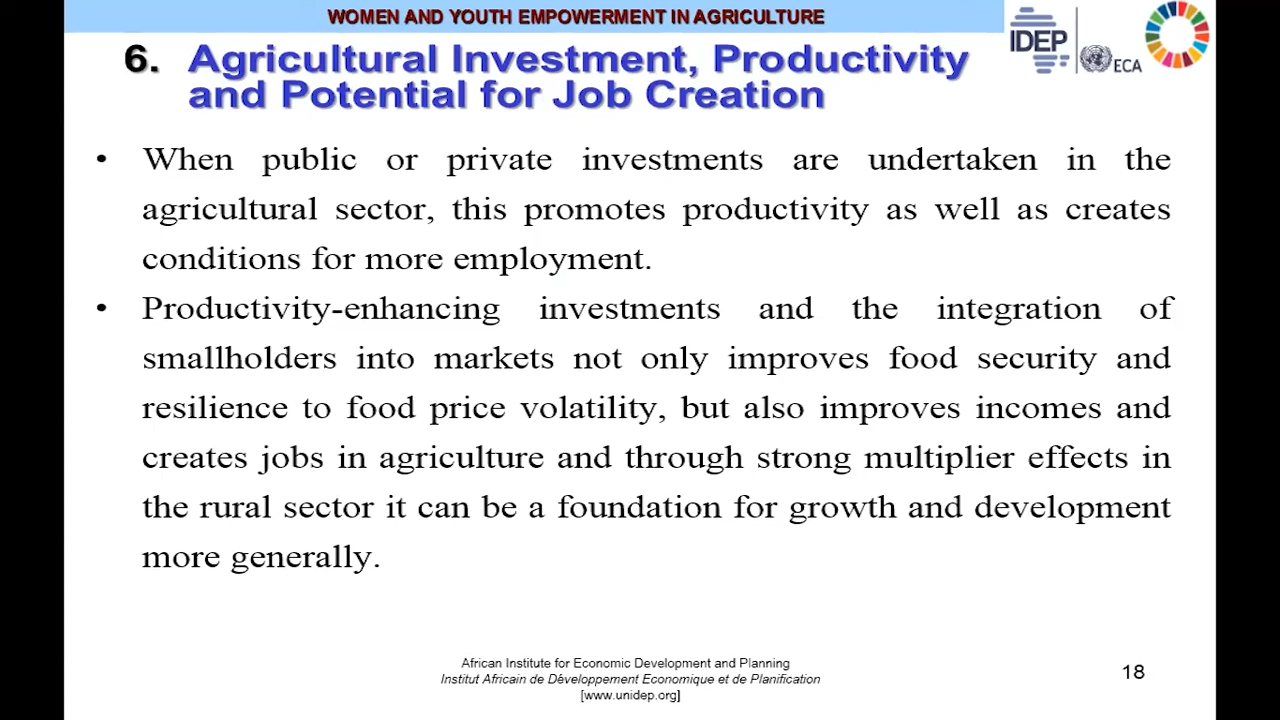 WOMEN AND YOUTH EMPOWERMENT IN AGRICULTURE
IDEP
ECA
6. Agricultural Investment, Productivity
and Potential for Job Creation
• When public or private investments are undertaken in the
agricultural sector, this promotes productivity as well as creates
conditions for more employment.
• Productivity-enhancing investments and the integration of
smallholders into markets not only improves food security and
resilience to food price volatility, but also improves incomes and
creates jobs in agriculture and through strong multiplier effects in
the rural sector it can be a foundation for growth and development
more generally.
African Institute for Economic Development and Planning
Institut Africain de Développement Economique et de Planification
[www.unidep.org]
18